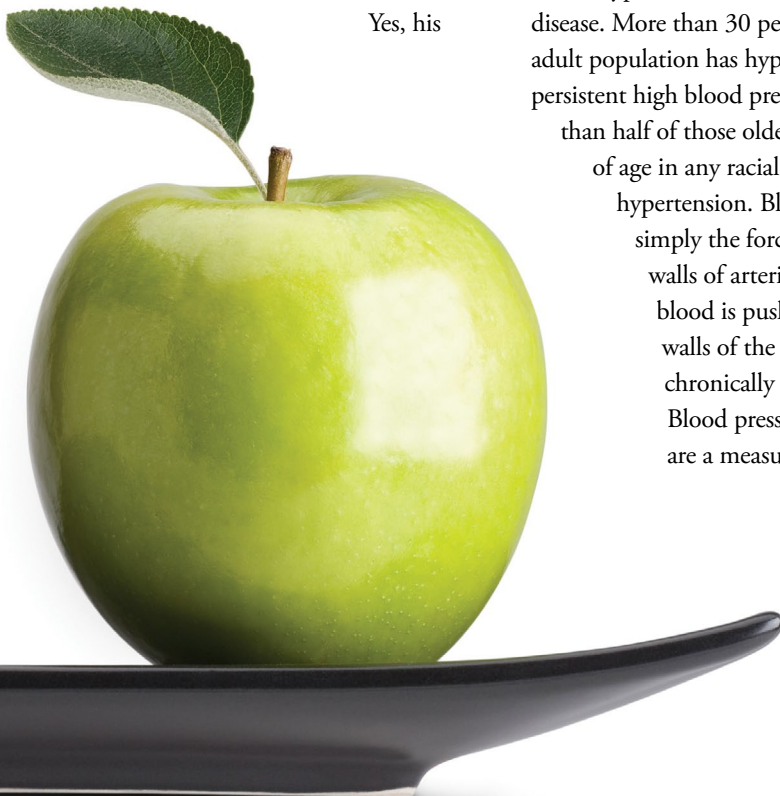 Yes, his
disease. More than 30 pe
adult population has hyp
persistent high blood pre
than half of those olde
of age in any racial
hypertension. Bl
simply the forc
walls of arteri
blood is pus
walls of the
chronically
Blood press
are a measu